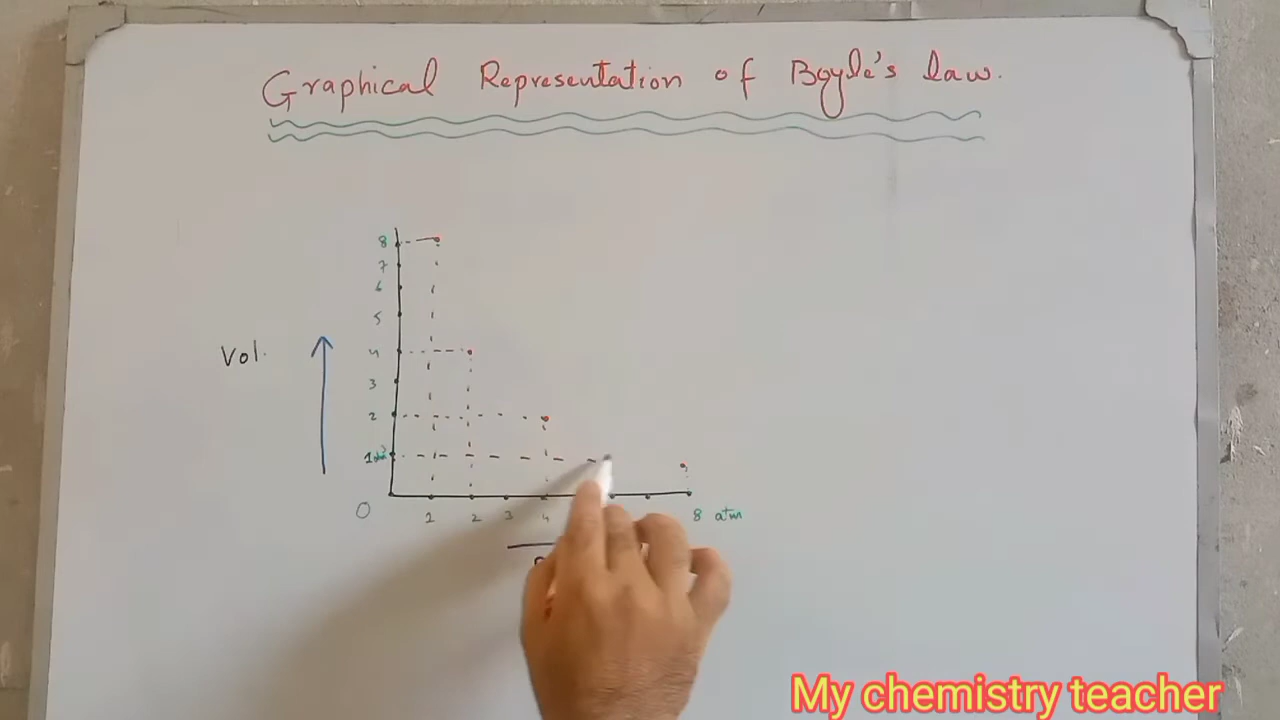 Graphical Representation of Boyle's law.
8
7
6
5
Vol.
4
3
2
1
0
1 2 3 4 8 atm
My chemistry teacher